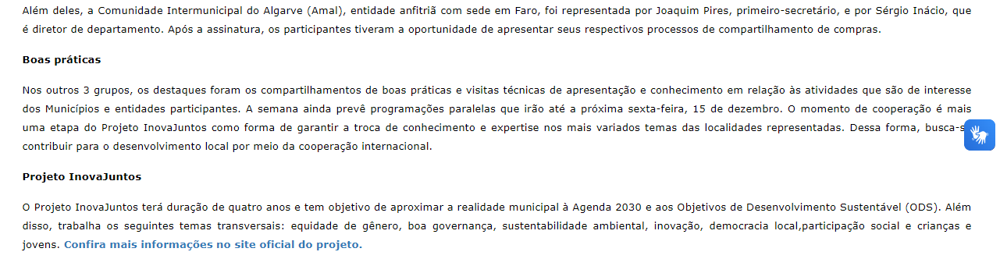 Além deles, a Comunidade Intermunicipal do Algarve (Amal), entidade anfitriã com sede em Faro, foi representada por Joaquim Pires, primeiro-secretário, e por Sérgio Inácio, que
é diretor de departamento. Após a assinatura, os participantes tiveram a oportunidade de apresentar seus respectivos processos de compartilhamento de compras.
Boas práticas
Nos outros 3 grupos, os destaques foram os compartilhamentos de boas práticas e visitas técnicas de apresentação e conhecimento em relação às atividades que são de interesse
dos Municípios e entidades participantes. A semana ainda prevê programações paralelas que irão até a próxima sexta-feira, 15 de dezembro. O momento de cooperação é mais
uma etapa do Projeto InovaJuntos como forma de garantir a troca de conhecimento e expertise nos mais variados temas das localidades representadas. Dessa forma, busca-s
contribuir para o desenvolvimento local por meio da cooperação internacional.
Projeto InovaJuntos
O Projeto InovaJuntos terá duração de quatro anos e tem objetivo de aproximar a realidade municipal à Agenda 2030 e aos Objetivos de Desenvolvimento Sustentável (ODS). Além
disso, trabalha os seguintes temas transversais: equidade de gênero, boa governança, sustentabilidade ambiental, inovação, democracia local,participação social e crianças e
jovens. Confira mais informações no site oficial do projeto.